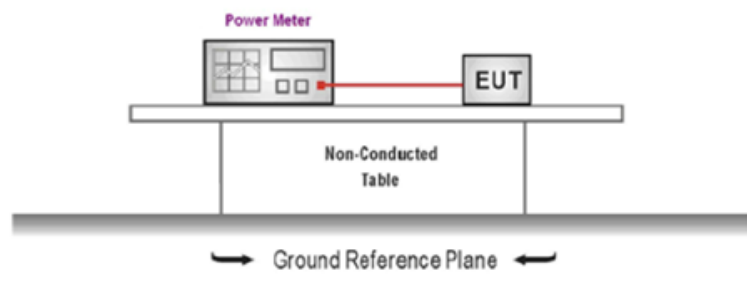 Power Meter
EUT
Non-Conducted
Table
Ground Reference Plane